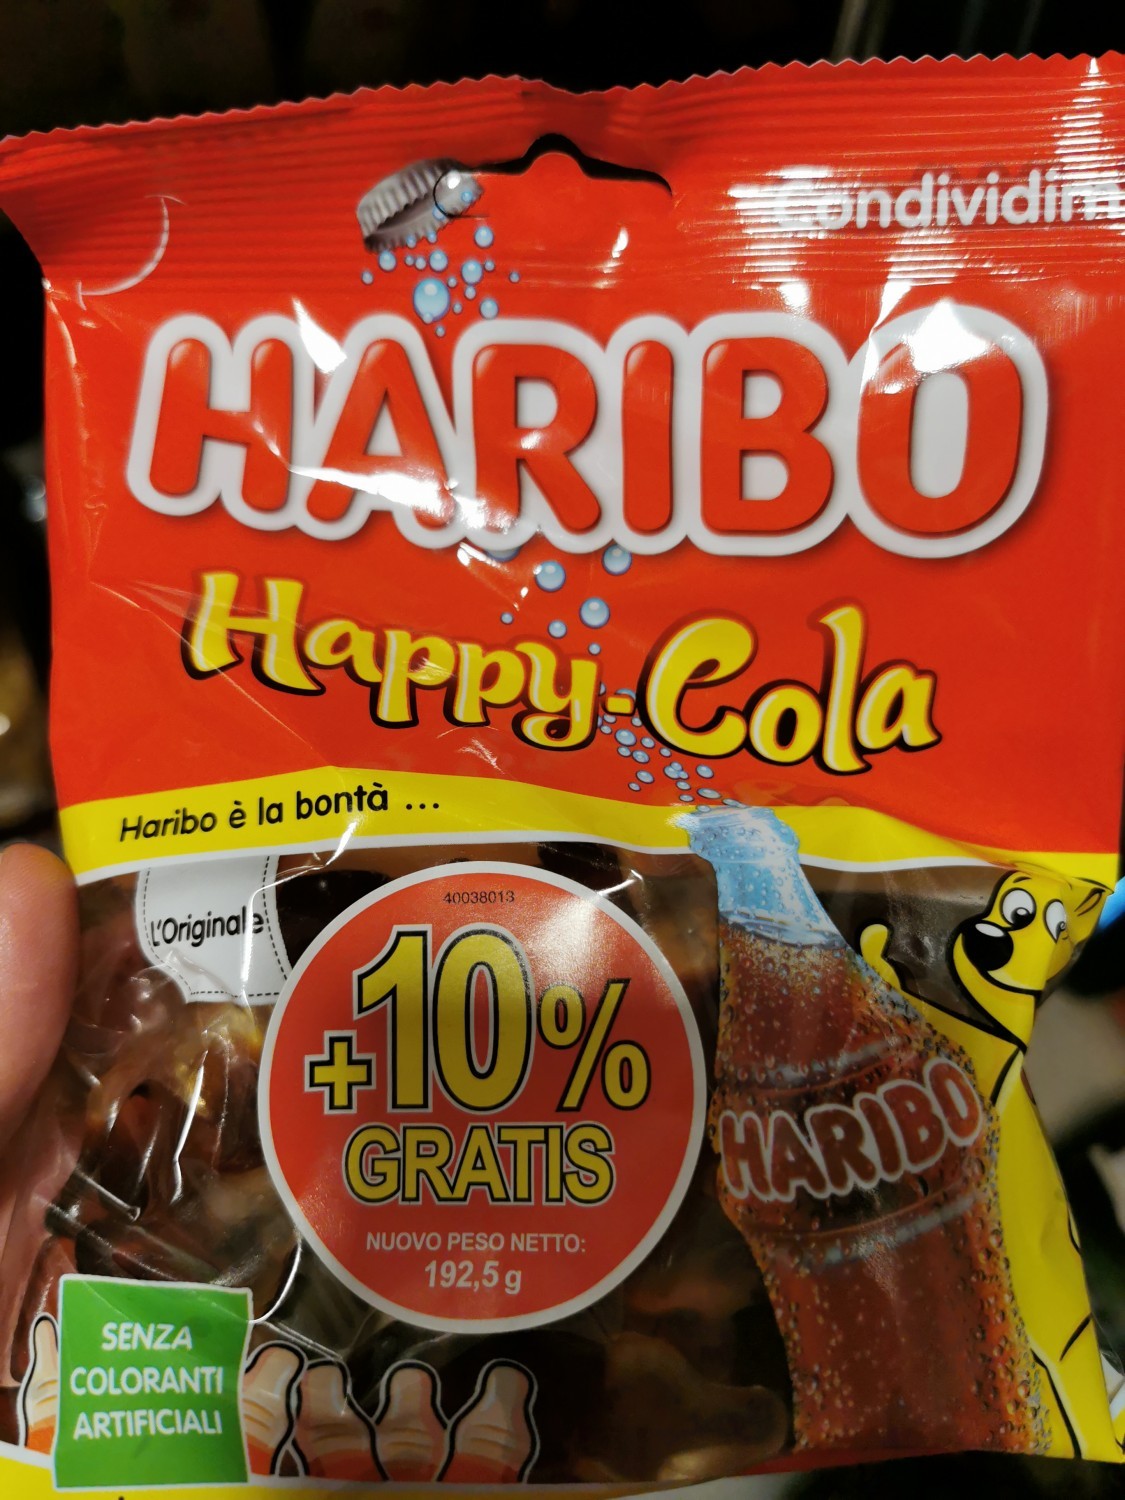 HARIBO
Happy-Cola
Haribo è la bontà ...
L'Originale
40038013
+10%
GRATIS
NUOVO PESO NETTO:
192,5 g
HARIBO
SENZA
COLORANTI
ARTIFICIALI